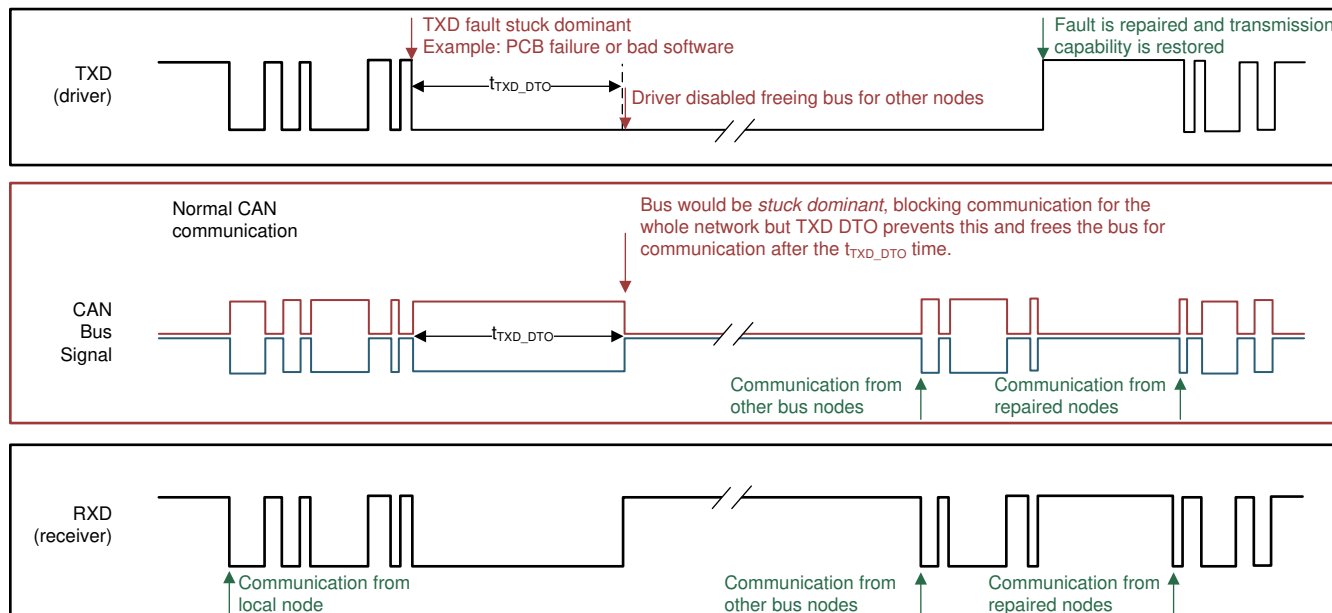 TXD fault stuck dominant
Example: PCB failure or bad software
Fault is repaired and transmission
capability is restored
TXD
(driver)
tTXD_DTO
Driver disabled freeing bus for other nodes
Normal CAN
communication
Bus would be stuck dominant, blocking communication for the
whole network but TXD DTO prevents this and frees the bus for
communication after the tTXD_DTO time.
CAN
Bus
Signal
tTXD_DTO
Communication from
other bus nodes
Communication from
repaired nodes
RXD
(receiver)
Communication from
local node
Communication from
other bus nodes
Communication from
repaired nodes